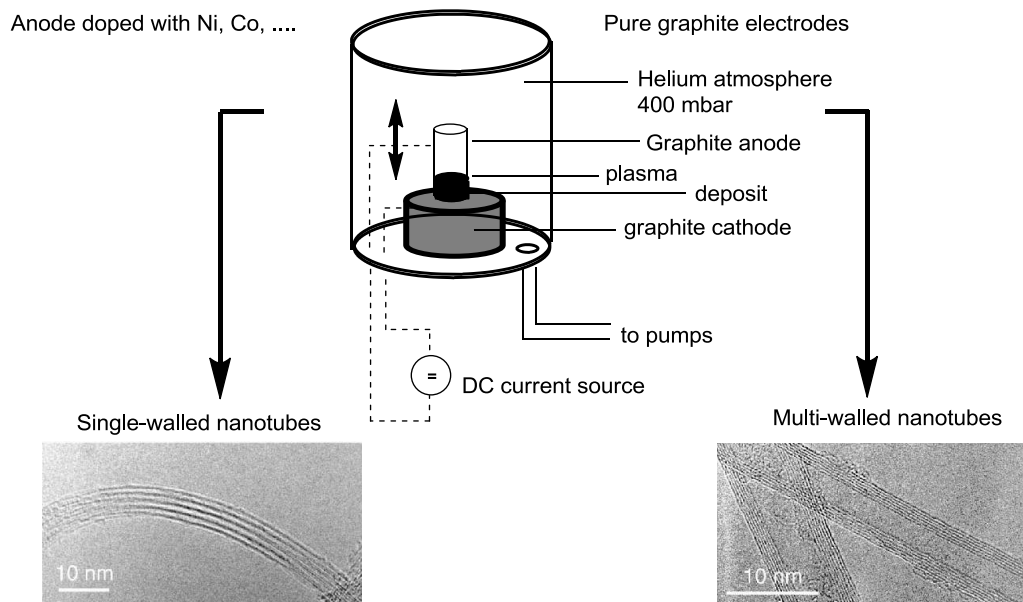 Anode doped with Ni, Co, ....
Pure graphite electrodes
Helium atmosphere
400 mbar
Graphite anode
plasma
deposit
graphite cathode
to pumps
=
DC current source
Single-walled nanotubes
Multi-walled nanotubes
10 nm
10 nm